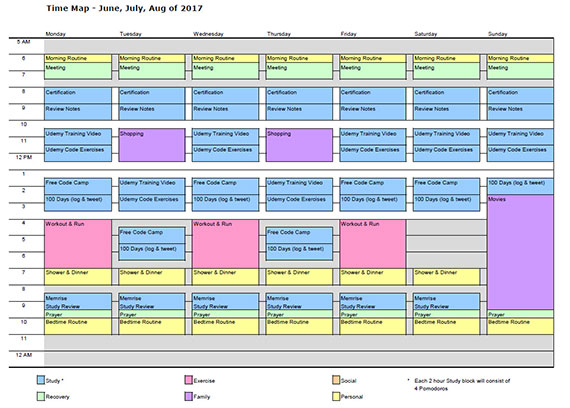 Time Map - June, July, Aug of 2017
Monday Tuesday Wednesday Thursday Friday Saturday Sunday
5 AM
6 Morning Routine Morning Routine Morning Routine Morning Routine Morning Routine Morning Routine Morning Routine
Meeting Meeting Meeting Meeting Meeting Meeting Meeting
7
8 Certification Certification Certification Certification Certification Certification Certification
9 Review Notes Review Notes Review Notes Review Notes Review Notes Review Notes Review Notes
10
Udemy Training Video Shopping Udemy Training Video Shopping Udemy Training Video Udemy Training Video Udemy Training Video
11 Udemy Code Exercises Udemy Code Exercises Udemy Code Exercises Udemy Code Exercises Udemy Code Exercises
12 PM
1
Free Code Camp Udemy Training Video Free Code Camp Udemy Training Video Free Code Camp Free Code Camp 100 Days (log & tweet)
2 100 Days (log & tweet) Udemy Code Exercises 100 Days (log & tweet) Udemy Code Exercises 100 Days (log & tweet) 100 Days (log & tweet) Movies
3
4 Workout & Run Workout & Run Workout & Run
Free Code Camp Free Code Camp
5 100 Days (log & tweet) 100 Days (log & tweet)
6
7 Shower & Dinner Shower & Dinner Shower & Dinner Shower & Dinner Shower & Dinner Shower & Dinner
8
Memrise Memrise Memrise Memrise Memrise Memrise
9 Study Review Study Review Study Review Study Review Study Review Study Review
Prayer Prayer Prayer Prayer Prayer Prayer Prayer
10 Bedtime Routine Bedtime Routine Bedtime Routine Bedtime Routine Bedtime Routine Bedtime Routine Bedtime Routine
11
12 AM
Study * Exercise Social * Each 2 hour Study block will consist of
4 Pomodoros
Recovery Family Personal